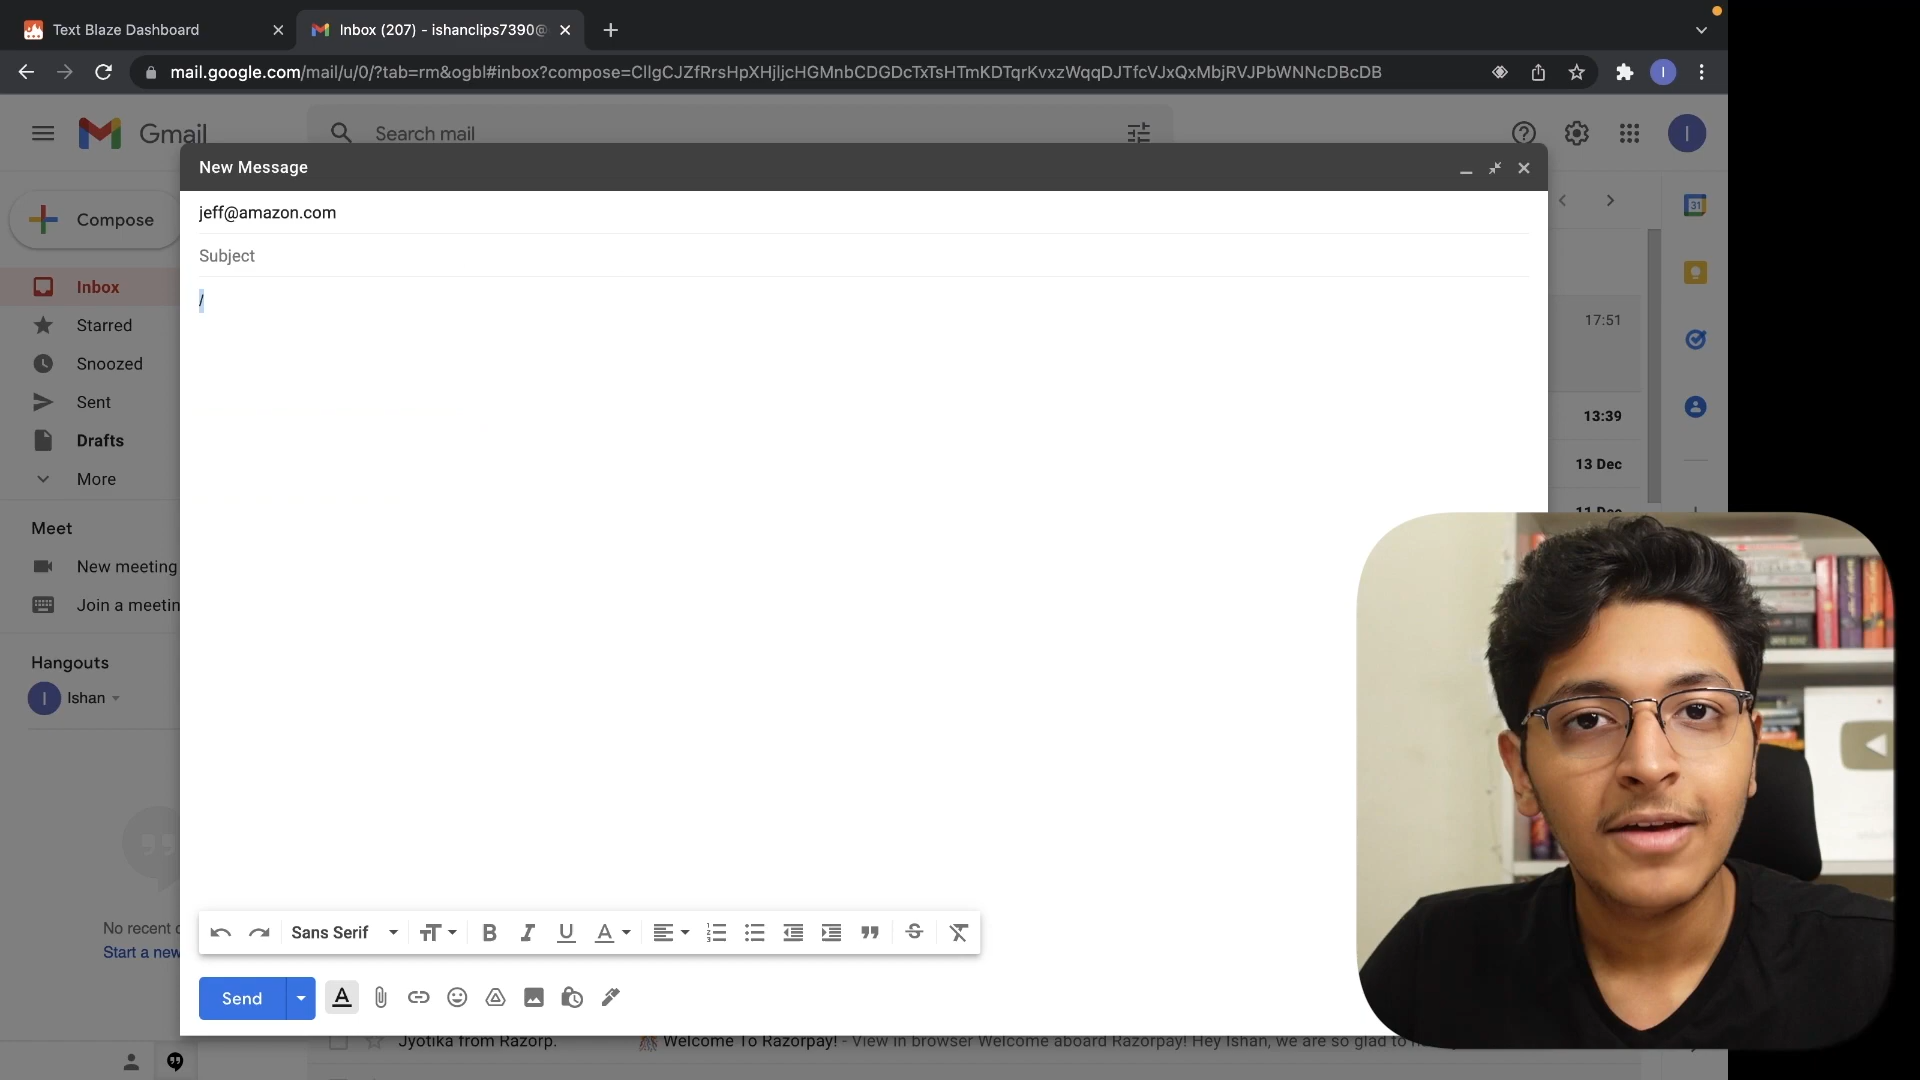 Text Blaze Dashboard
Inbox (207) - ishanclips7390@
mail.google.com/mail/u/0/?tab=rm&ogbl#inbox?compose=CllgCJZfRrsHpXHjljcHGMnbCDGDcTxTsHTmKDTqrKvxzWqqDJTfcVJxQxMbjRVJPbWNNcDBcDB
I
Gmail
Search mail
I
New Message
Compose
jeff@amazon.com
31
Subject
Inbox
/
Starred
17:51
Snoozed
Sent
13:39
Drafts
13 Dec
More
11 Dec
Meet
New meeting
Join a meetin
Hangouts
I Ishan
No recent c
Start a new
Sans Serif
Send
Jyotika from Razorp.
Welcome To Razorpay! - View in browser Welcome aboard Razorpay! Hey Ishan, we are so glad to